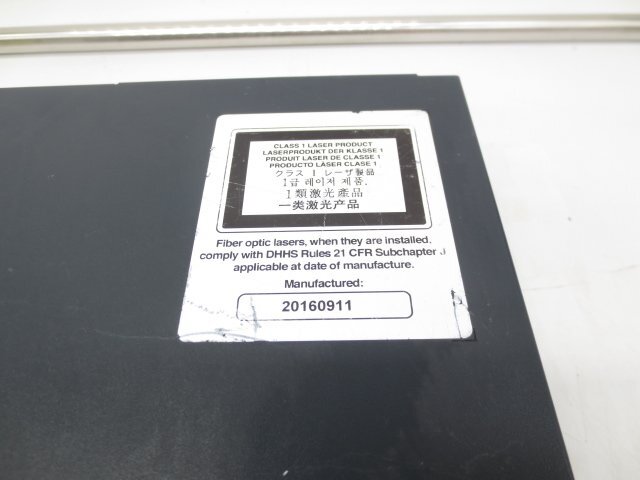 CLASS 1 LASER PRODUCT
LASERPRODUKT DER KLASSE 1
PRODUIT LASER DE CLASSE 1
PRODUCTO LASER CLASE 1
クラス 1 レーザ製品
1급 레이저 제품.
1類激光產品
一类激光产品
Fiber optic lasers, when they are installed,
comply with DHHS Rules 21 CFR Subchapter J
applicable at date of manufacture.
Manufactured:
20160911